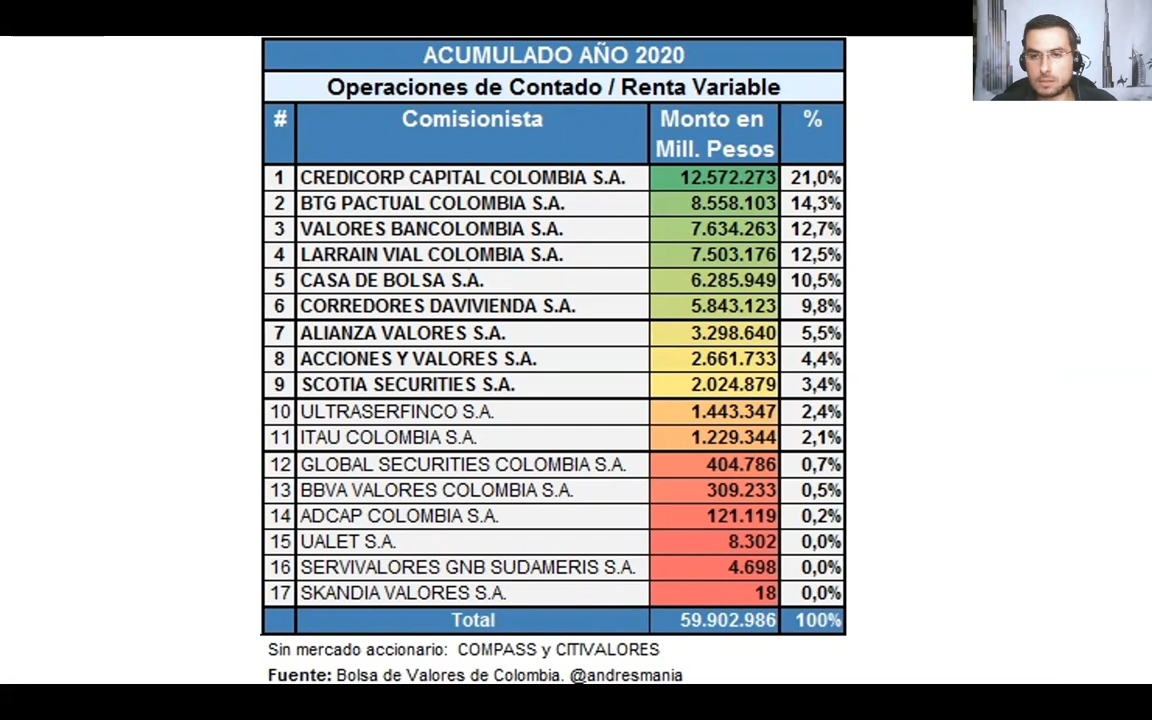 ACUMULADO AÑO 2020
Operaciones de Contado / Renta Variable
# Comisionista Monto en Mill. Pesos %
1 CREDICORP CAPITAL COLOMBIA S.A. 12.572.273 21,0%
2 BTG PACTUAL COLOMBIA S.A. 8.558.103 14,3%
3 VALORES BANCOLOMBIA S.A. 7.634.263 12,7%
4 LARRAIN VIAL COLOMBIA S.A. 7.503.176 12,5%
5 CASA DE BOLSA S.A. 6.285.949 10,5%
6 CORREDORES DAVIVIENDA S.A. 5.843.123 9,8%
7 ALIANZA VALORES S.A. 3.298.640 5,5%
8 ACCIONES Y VALORES S.A. 2.661.733 4,4%
9 SCOTIA SECURITIES S.A. 2.024.879 3,4%
10 ULTRASERFINCO S.A. 1.443.347 2,4%
11 ITAU COLOMBIA S.A. 1.229.344 2,1%
12 GLOBAL SECURITIES COLOMBIA S.A. 404.786 0,7%
13 BBVA VALORES COLOMBIA S.A. 309.233 0,5%
14 ADCAP COLOMBIA S.A. 121.119 0,2%
15 UALET S.A. 8.302 0,0%
16 SERVIVALORES GNB SUDAMERIS S.A. 4.698 0,0%
17 SKANDIA VALORES S.A. 18 0,0%
Total 59.902.986 100%
Sin mercado accionario: COMPASS y CITIVALORES
Fuente: Bolsa de Valores de Colombia. @andresmania